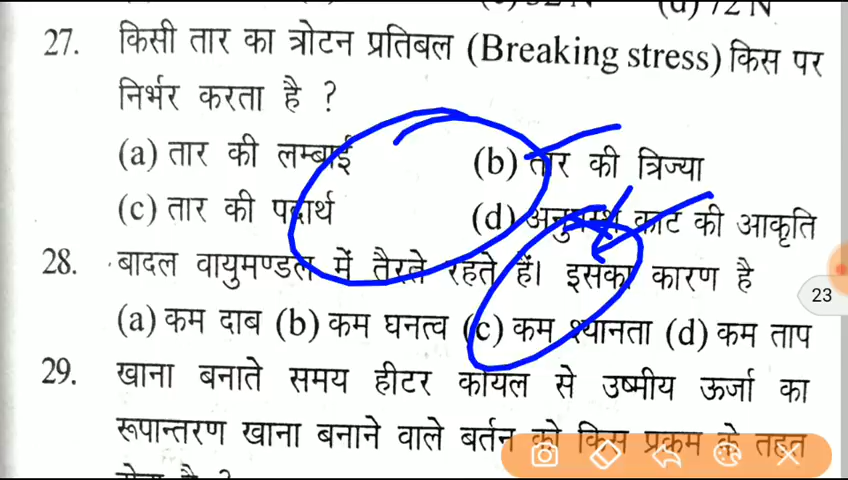 (d) 72 N
27. किसी तार का त्रोटन प्रतिबल (Breaking stress) किस पर
निर्भर करता है ?
(a) तार की लम्बाई (b) तार की त्रिज्या
(c) तार की पदार्थ (d) अनुप्रस्थ काट की आकृति
28. बादल वायुमण्डल में तैरते रहते हैं। इसका कारण है
23
(a) कम दाब (b) कम घनत्व (c) कम श्यानता (d) कम ताप
29. खाना बनाते समय हीटर कॉयल से उष्मीय ऊर्जा का
रूपान्तरण खाना बनाने वाले बर्तन को किस प्रक्रम के तहत